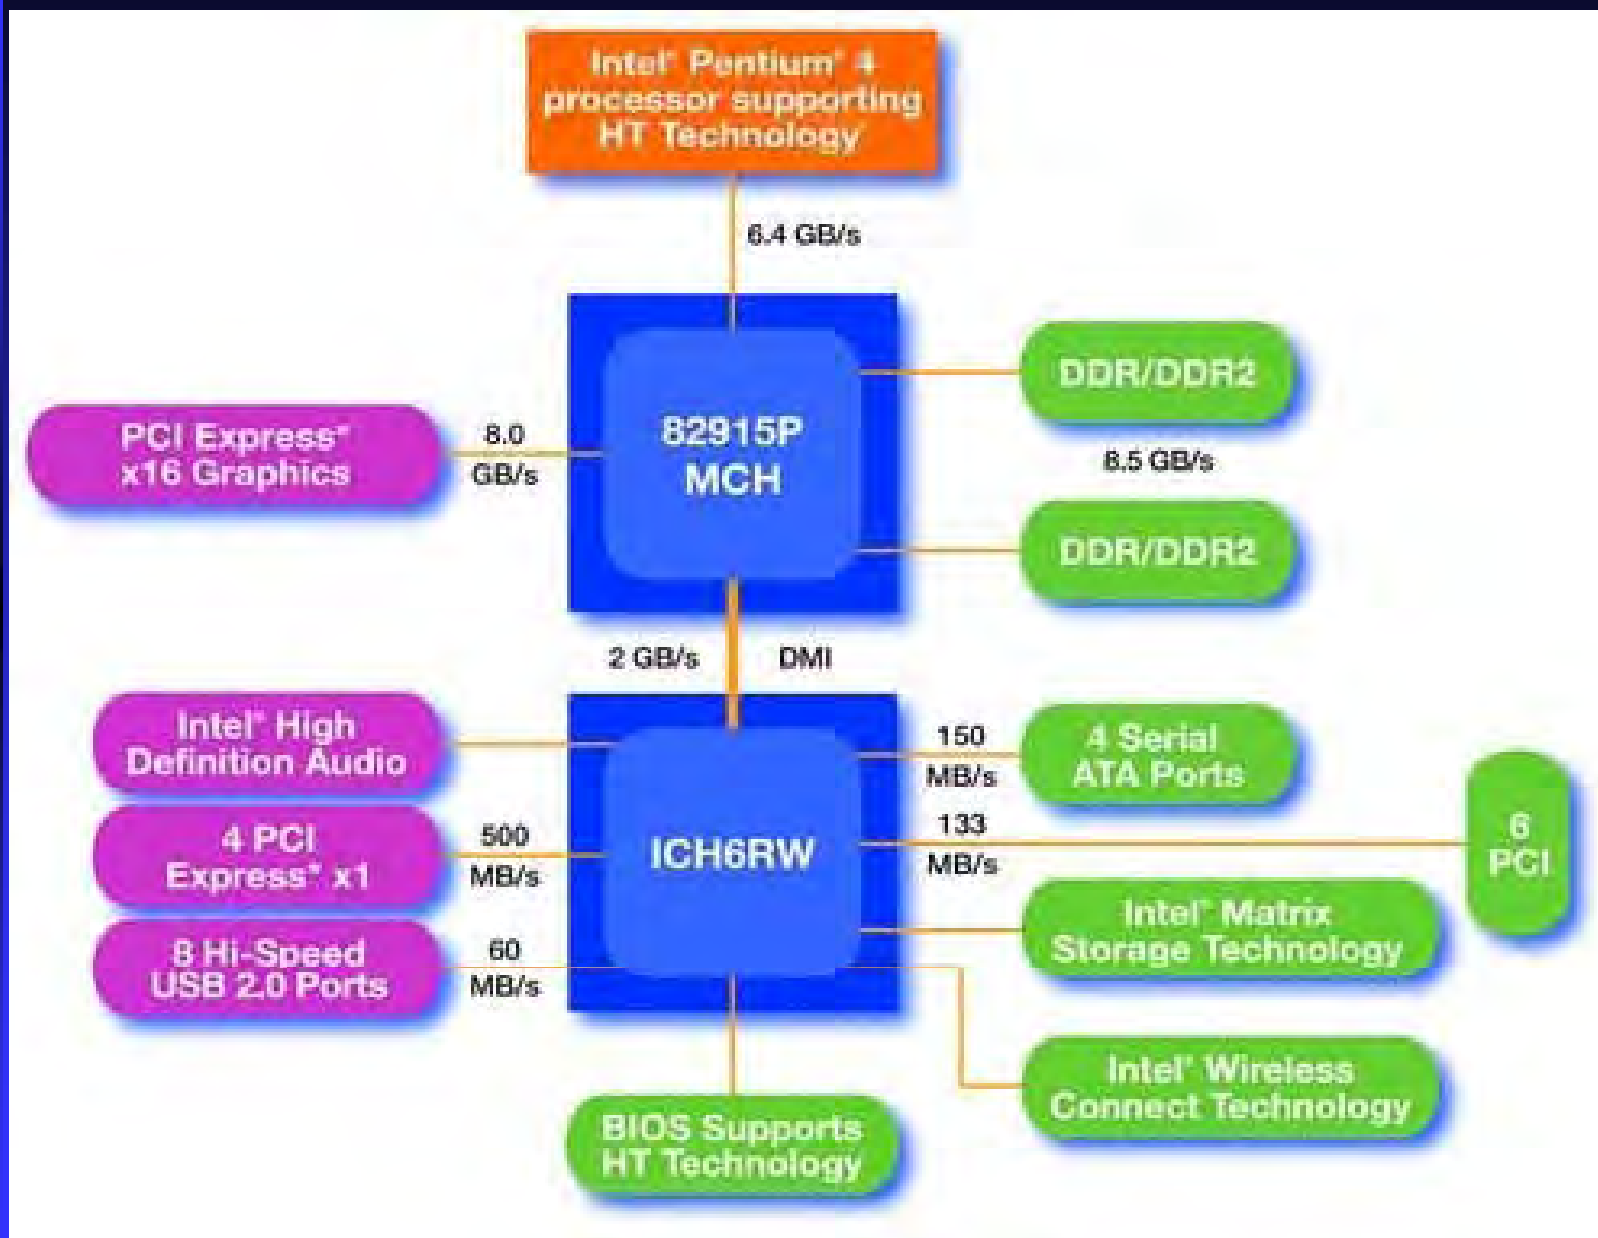 Intel® Pentium® 4
processor supporting
HT Technology
6.4 GB/s
82915P
MCH
DDR/DDR2
8.5 GB/s
DDR/DDR2
PCI Express*
x16 Graphics
8.0
GB/s
2 GB/s
DMI
Intel® High
Definition Audio
4 PCI
Express* x1
500
MB/s
8 Hi-Speed
USB 2.0 Ports
60
MB/s
ICH6RW
150
MB/s
4 Serial
ATA Ports
133
MB/s
6
PCI
Intel® Matrix
Storage Technology
Intel® Wireless
Connect Technology
BIOS Supports
HT Technology